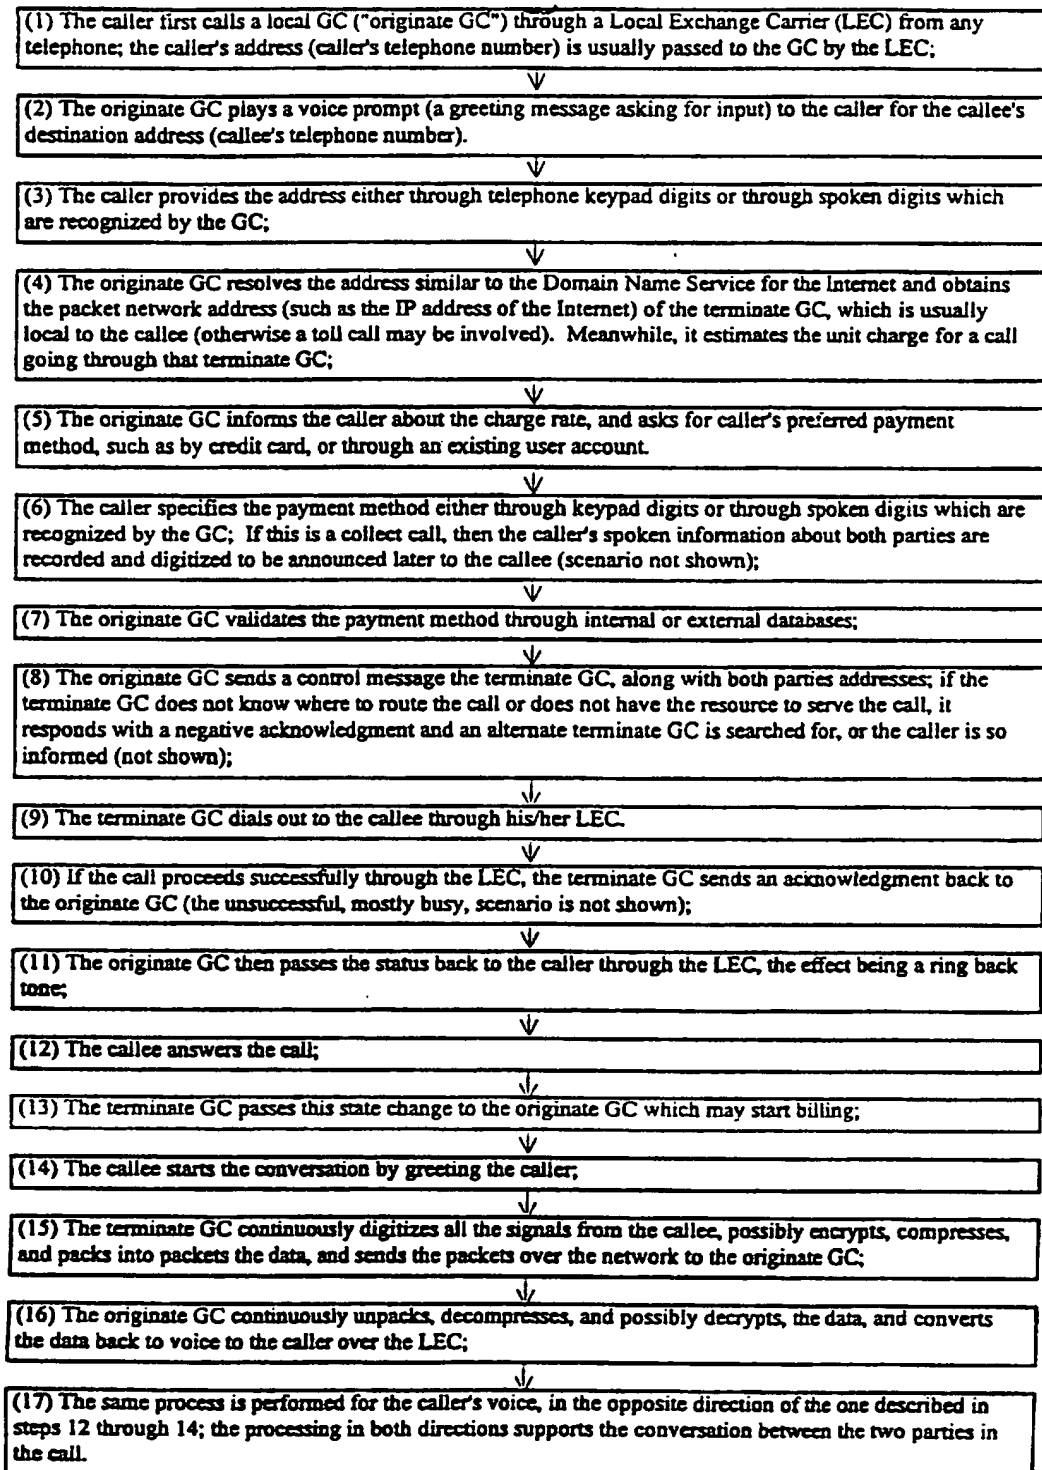 (1) The caller first calls a local GC ("originate GC") through a Local Exchange Carrier (LEC) from any
telephone; the caller's address (caller's telephone number) is usually passed to the GC by the LEC;
(2) The originate GC plays a voice prompt (a greeting message asking for input) to the caller for the callee's
destination address (callee's telephone number).
(3) The caller provides the address either through telephone keypad digits or through spoken digits which
are recognized by the GC;
(4) The originate GC resolves the address similar to the Domain Name Service for the Internet and obtains
the packet network address (such as the IP address of the Internet) of the terminate GC, which is usually
local to the callee (otherwise a toll call may be involved). Meanwhile, it estimates the unit charge for a call
going through that terminate GC;
(5) The originate GC informs the caller about the charge rate, and asks for caller's preferred payment
method, such as by credit card, or through an existing user account.
(6) The caller specifies the payment method either through keypad digits or through spoken digits which are
recognized by the GC; If this is a collect call, then the caller's spoken information about both parties are
recorded and digitized to be announced later to the callee (scenario not shown);
(7) The originate GC validates the payment method through internal or external databases;
(8) The originate GC sends a control message the terminate GC, along with both parties addresses; if the
terminate GC does not know where to route the call or does not have the resource to serve the call, it
responds with a negative acknowledgment and an alternate terminate GC is searched for, or the caller is so
informed (not shown);
(9) The terminate GC dials out to the callee through his/her LEC.
(10) If the call proceeds successfully through the LEC, the terminate GC sends an acknowledgment back to
the originate GC (the unsuccessful, mostly busy, scenario is not shown);
(11) The originate GC then passes the status back to the caller through the LEC, the effect being a ring back
tone;
(12) The callee answers the call;
(13) The terminate GC passes this state change to the originate GC which may start billing;
(14) The callee starts the conversation by greeting the caller;
(15) The terminate GC continuously digitizes all the signals from the callee, possibly encrypts, compresses,
and packs into packets the data, and sends the packets over the network to the originate GC;
(16) The originate GC continuously unpacks, decompresses, and possibly decrypts, the data, and converts
the data back to voice to the caller over the LEC;
(17) The same process is performed for the caller's voice, in the opposite direction of the one described in
steps 12 through 14; the processing in both directions supports the conversation between the two parties in
the call.